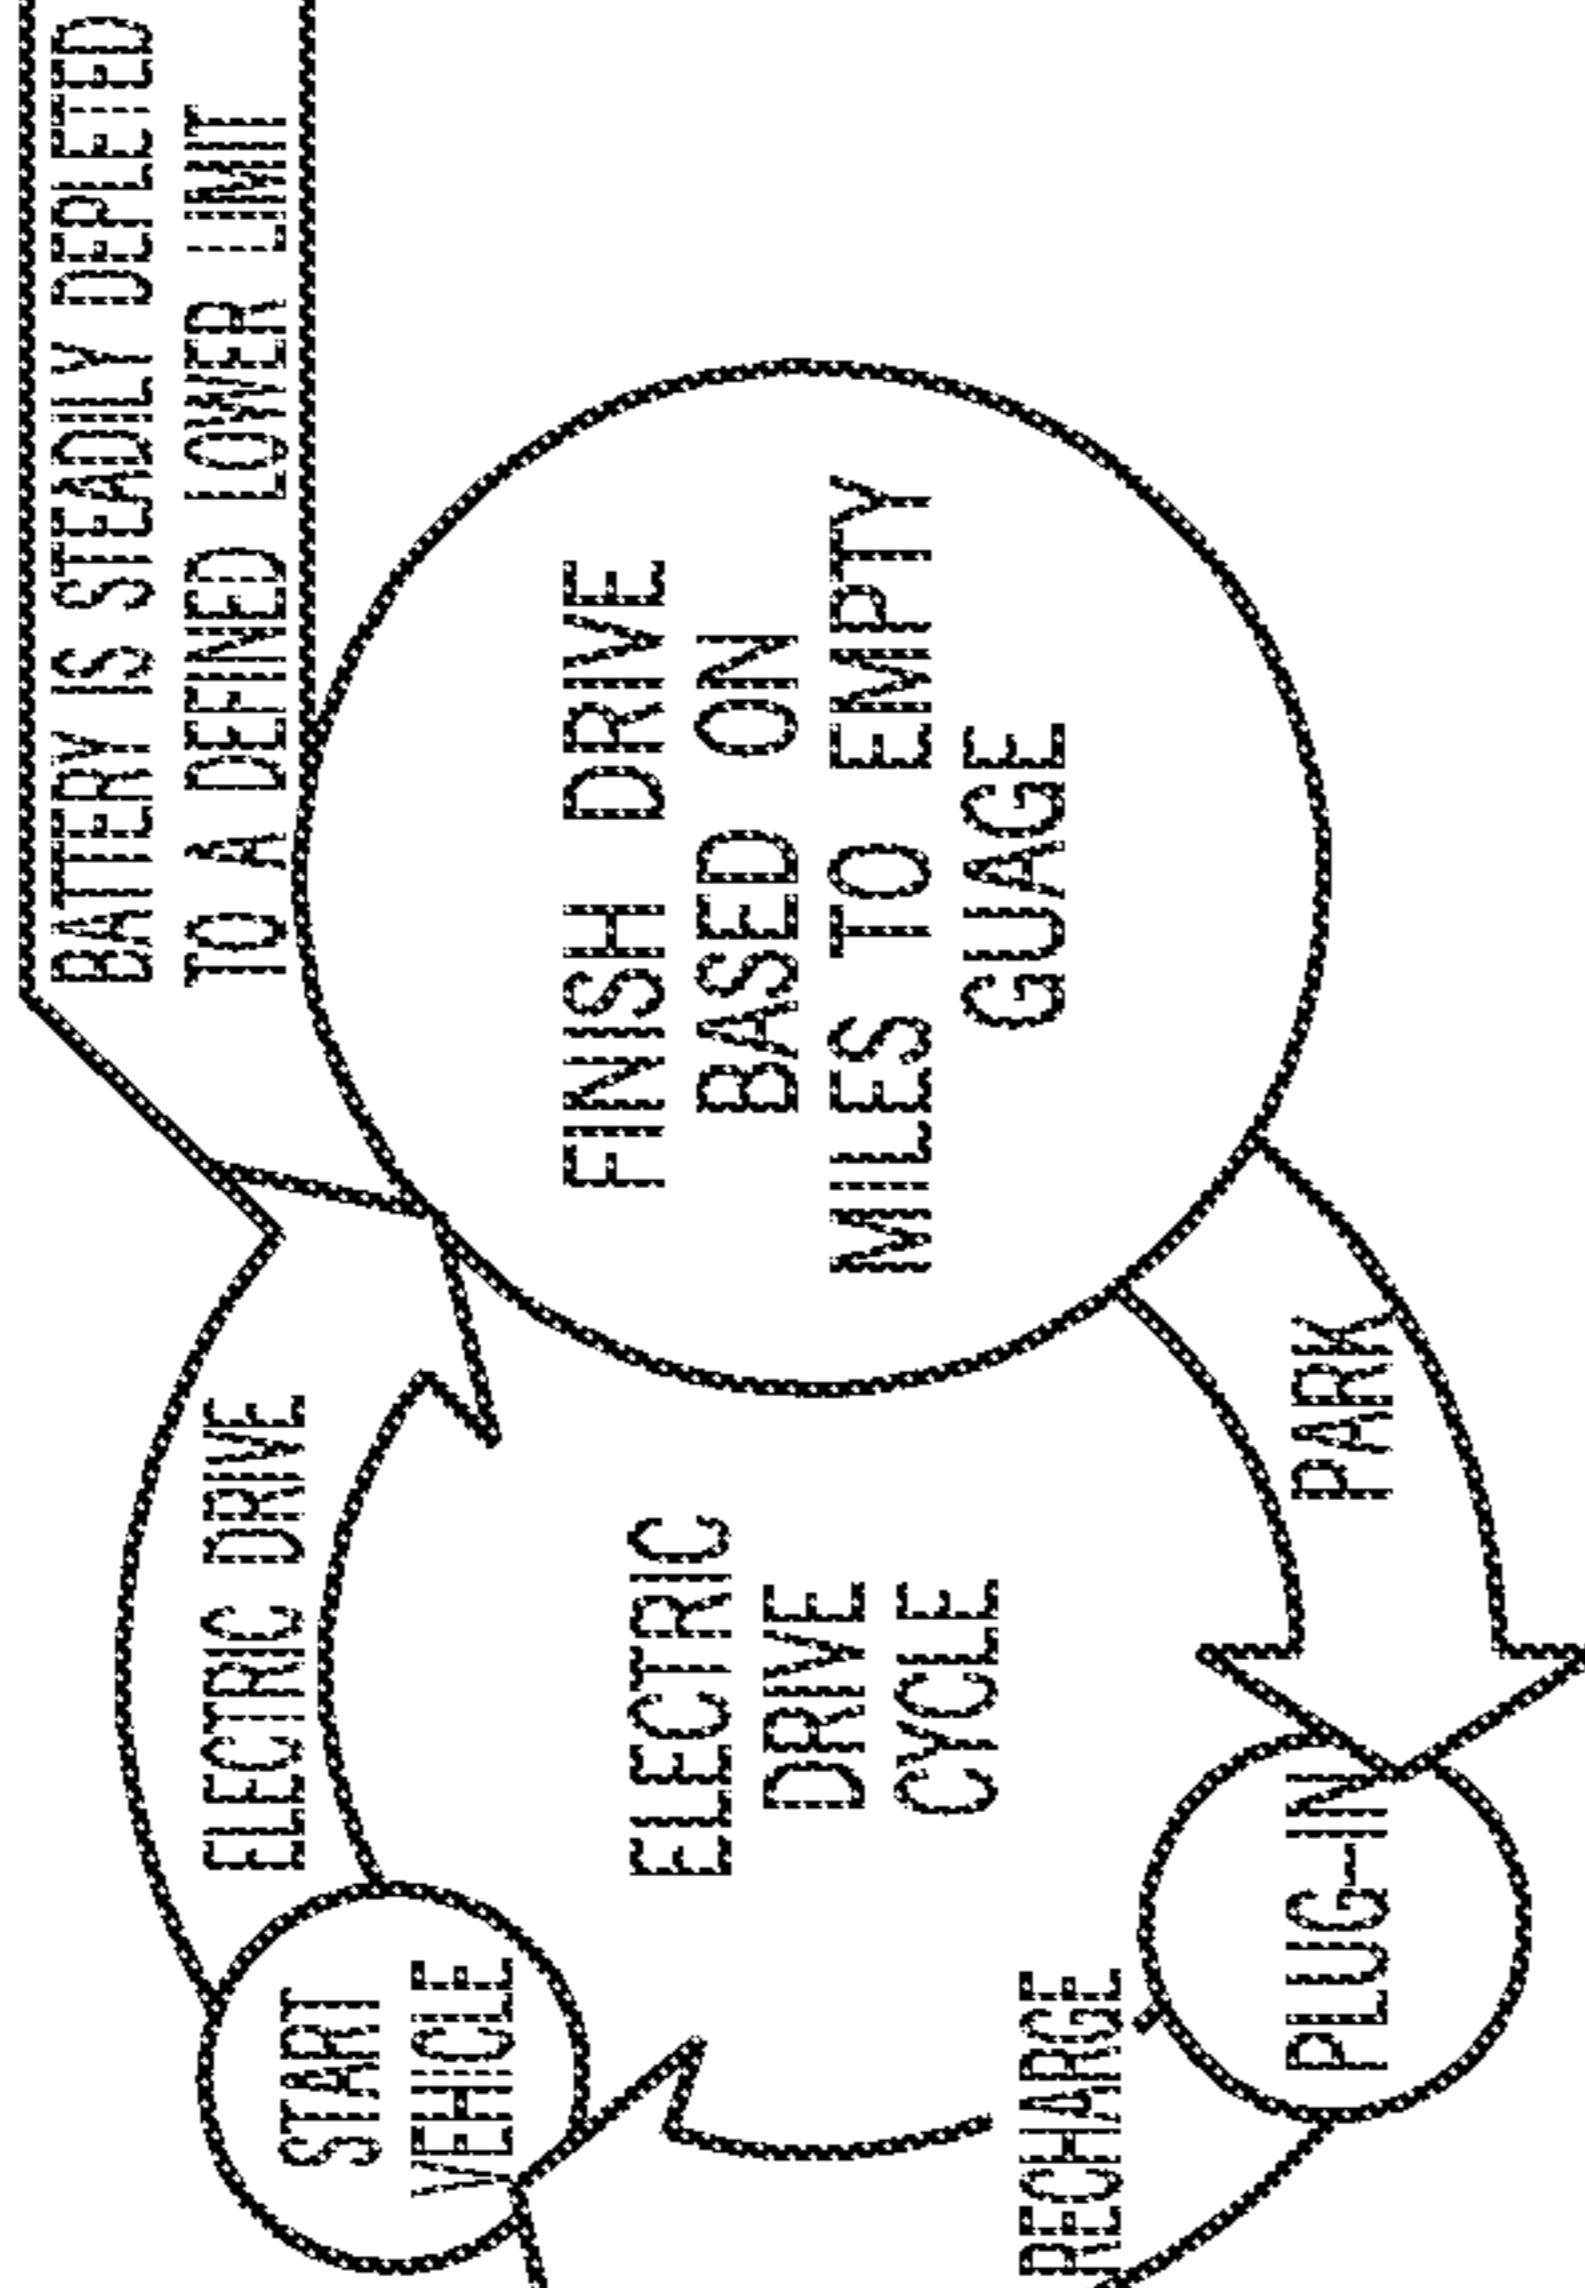 BATTERY IS STEADILY DEPLETED
TO A DEFINED LOWER LIMIT
ELECTRIC DRIVE
START
VEHICLE
FINISH DRIVE
BASED ON
MILES TO EMPTY
GUAGE
ELECTRIC
DRIVE
CYCLE
RECHARGE
PLUG-IN
PARK